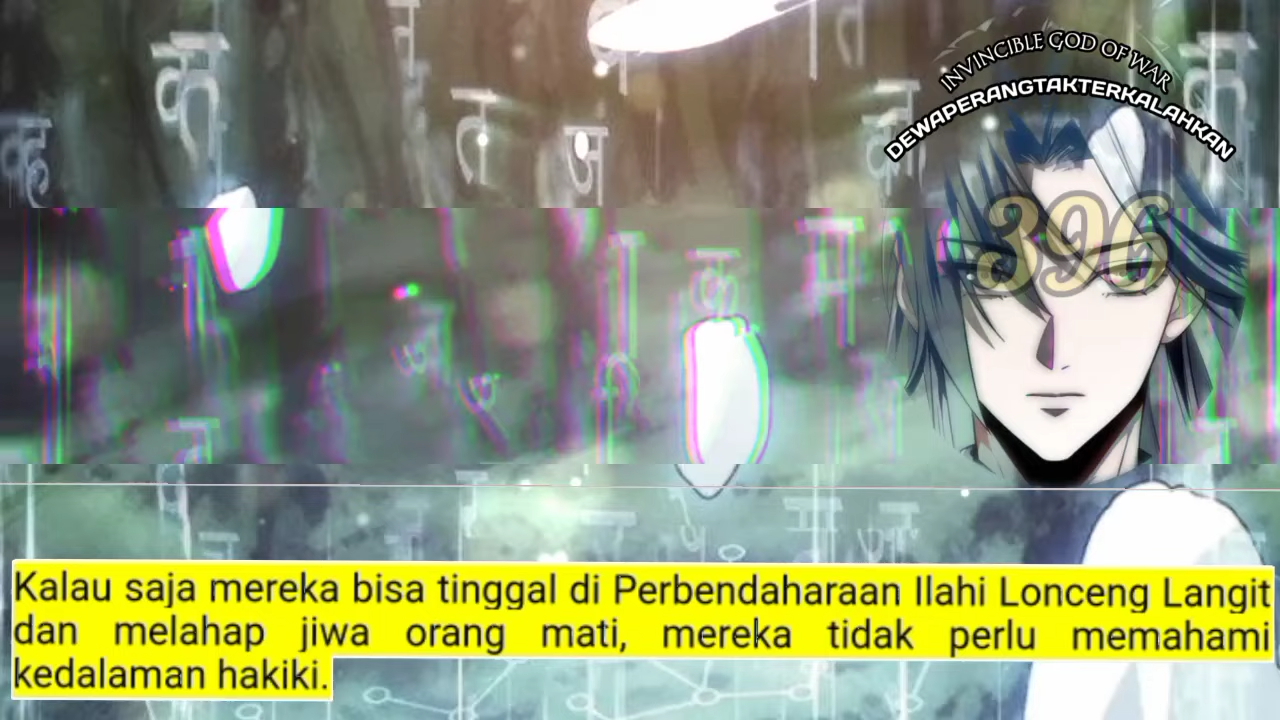 INVINCIBLE GOD OF WAR
DEWAPERANGTAKTERKALAHKAN
396
Kalau saja mereka bisa tinggal di Perbendaharaan Ilahi Lonceng Langit
dan melahap jiwa orang mati, mereka tidak perlu memahami
kedalaman hakiki.